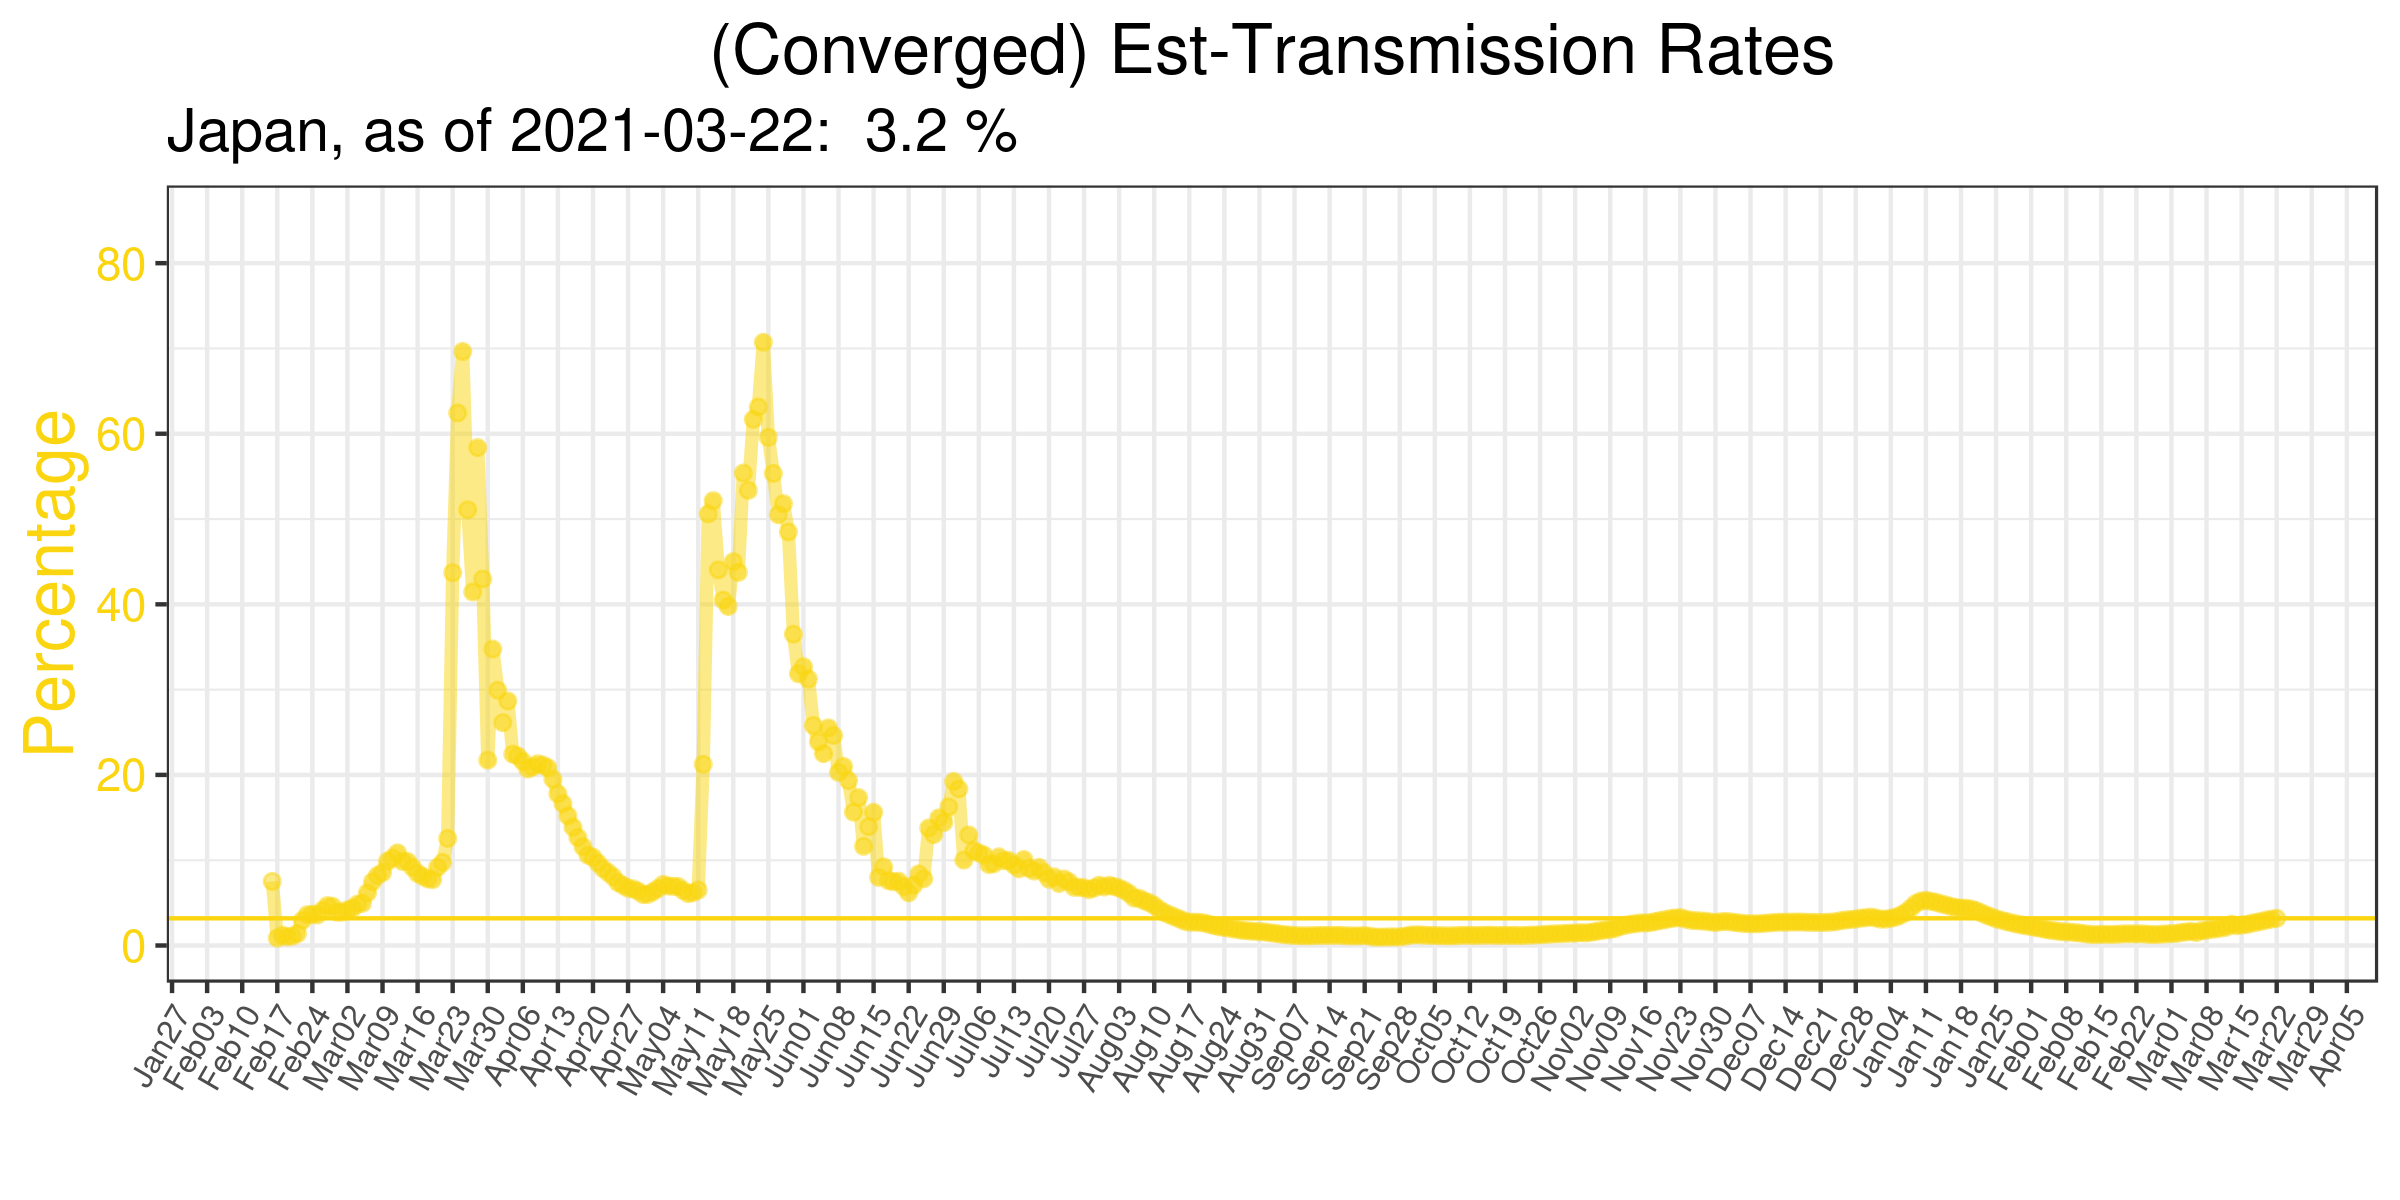 (Converged) Est-Transmission Rates
Japan, as of 2021-03-22:  3.2 %
Percentage
80
60
40
20
0
Jan27
Feb03
Feb10
Feb17
Feb24
Mar02
Mar09
Mar16
Mar23
Mar30
Apr06
Apr13
Apr20
Apr27
May04
May11
May18
May25
Jun01
Jun08
Jun15
Jun22
Jun29
Jul06
Jul13
Jul20
Jul27
Aug03
Aug10
Aug17
Aug24
Aug31
Sep07
Sep14
Sep21
Sep28
Oct05
Oct12
Oct19
Oct26
Nov02
Nov09
Nov16
Nov23
Nov30
Dec07
Dec14
Dec21
Dec28
Jan04
Jan11
Jan18
Jan25
Feb01
Feb08
Feb15
Feb22
Mar01
Mar08
Mar15
Mar22
Mar29
Apr05